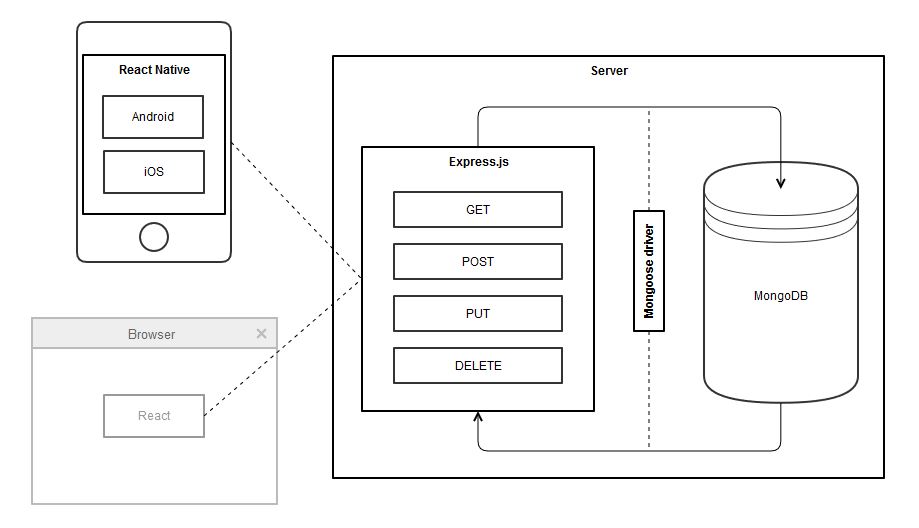 React Native
Android
iOS
Browser
React
Server
Express.js
GET
POST
PUT
DELETE
Mongoose driver
MongoDB